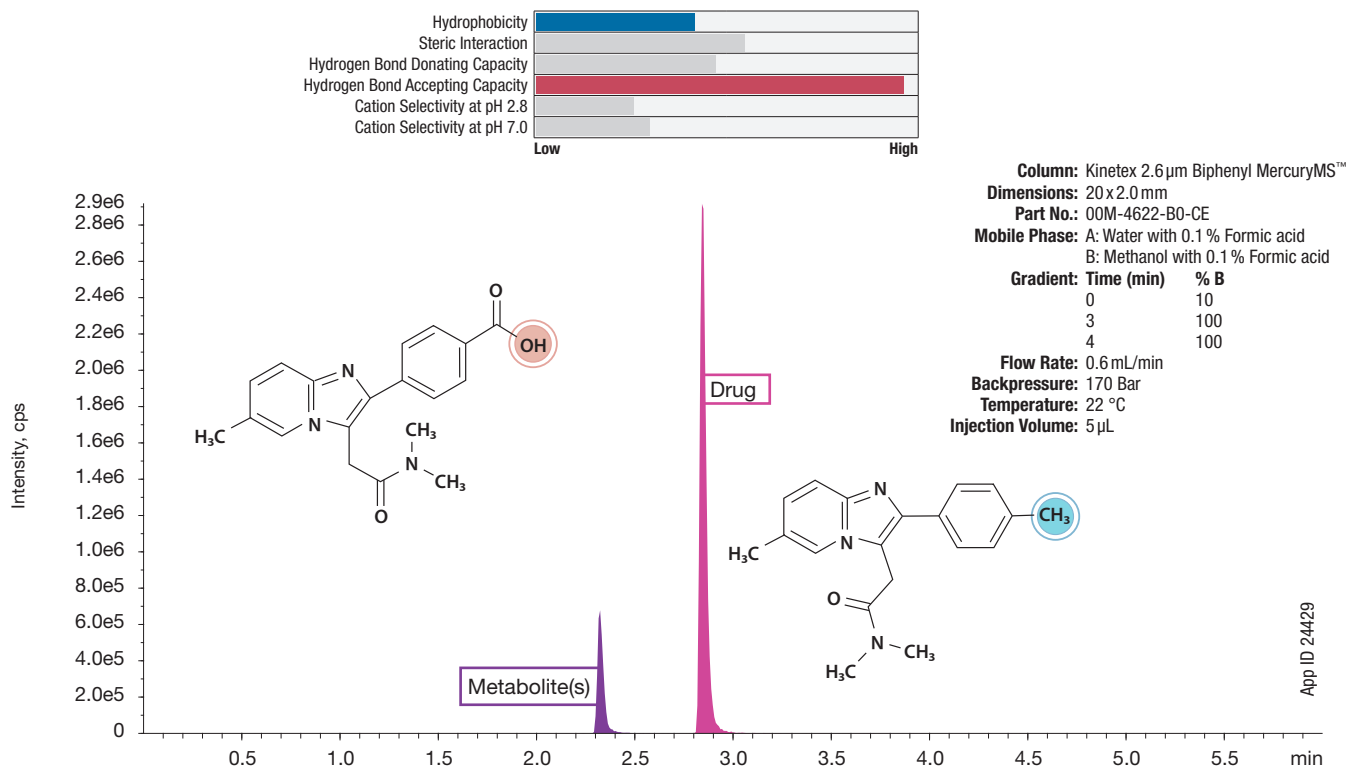 Hydrophobicity
Steric Interaction
Hydrogen Bond Donating Capacity
Hydrogen Bond Accepting Capacity
Cation Selectivity at pH 2.8
Cation Selectivity at pH 7.0
Low High
Column: Kinetex 2.6 µm Biphenyl MercuryMS™
Dimensions: 20 x 2.0 mm
Part No.: 00M-4622-B0-CE
Mobile Phase: A: Water with 0.1 % Formic acid
B: Methanol with 0.1 % Formic acid
Gradient: Time (min) % B
0 10
3 100
4 100
Flow Rate: 0.6 mL/min
Backpressure: 170 Bar
Temperature: 22 °C
Injection Volume: 5 µL
Intensity, cps
2.9e6
2.8e6
2.6e6
2.4e6
2.2e6
2.0e6
1.8e6
1.6e6
1.4e6
1.2e6
1.0e6
8.0e5
6.0e5
4.0e5
2.0e5
0
O
OH
N
N
H₃C
CH₃
N
CH₃
O
Drug
N
CH₃
N
H₃C
O
N
CH₃
H₃C
Metabolite(s)
0.5 1.0 1.5 2.0 2.5 3.0 3.5 4.0 4.5 5.0 5.5 min
App ID 24429